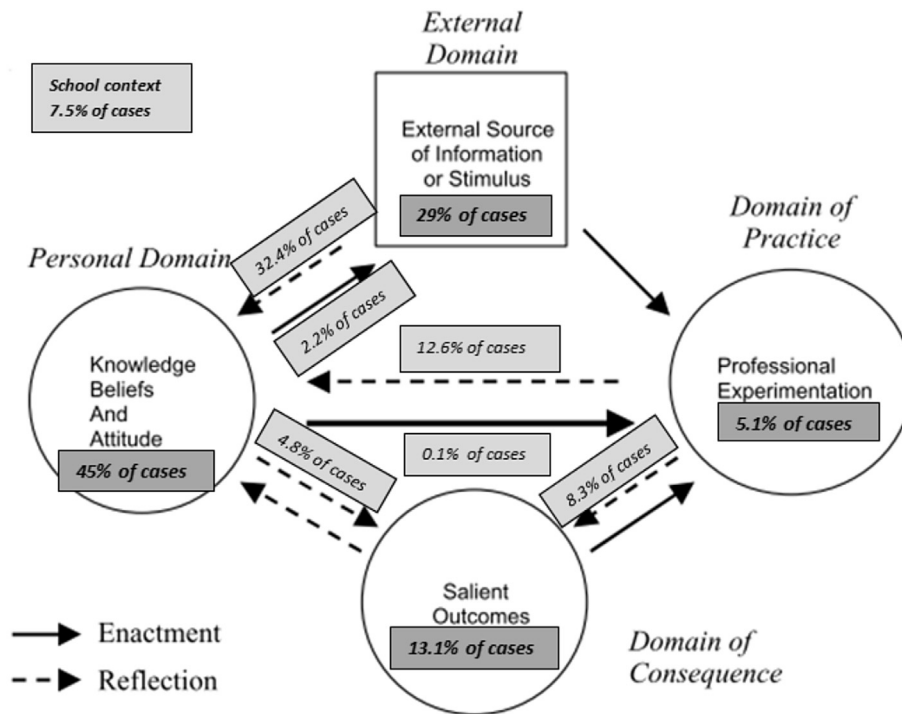 External
Domain
School context
7.5% of cases
External Source
of Information
or Stimulus
29% of cases
Domain of
Practice
32.4% of cases
Personal Domain
2.2% of cases
12.6% of cases
Knowledge
Beliefs
And
Attitude
45% of cases
Professional
Experimentation
5.1% of cases
4.8% of cases
0.1% of cases
8.3% of cases
Salient
Outcomes
13.1% of cases
Domain of
Consequence
Enactment
Reflection